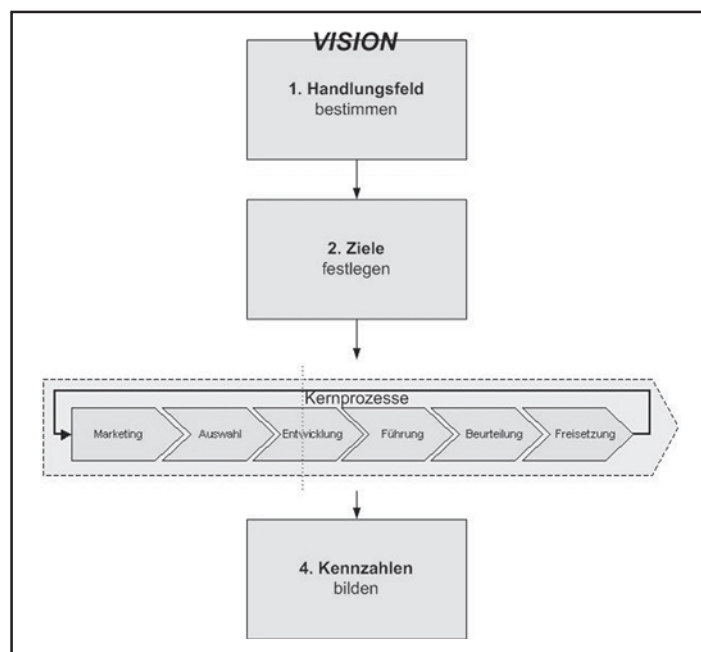 VISION
1. Handlungsfeld
bestimmen
2. Ziele
festlegen
Kernprozesse
Marketing
Auswahl
Entwicklung
Führung
Beurteilung
Freisetzung
4. Kennzahlen
bilden